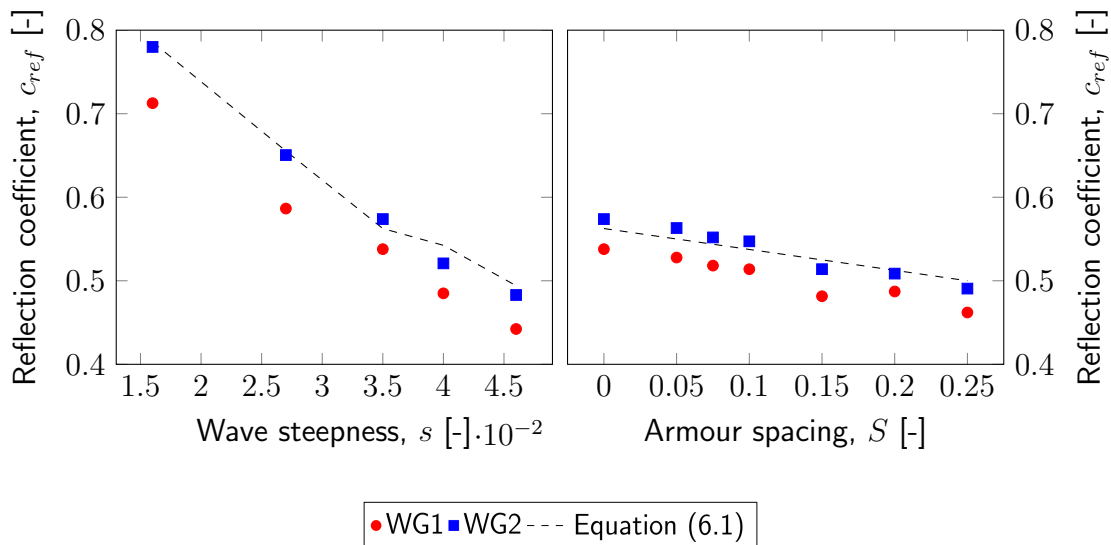 Reflection coefficient, c_ref [-]
0.8
0.7
0.6
0.5
0.4
1.5 2 2.5 3 3.5 4 4.5
Wave steepness, s [-]·10⁻²
0 0.05 0.1 0.15 0.2 0.25
Armour spacing, S [-]
0.8
0.7
0.6
0.5
0.4
Reflection coefficient, c_ref [-]
WG1 WG2 Equation (6.1)